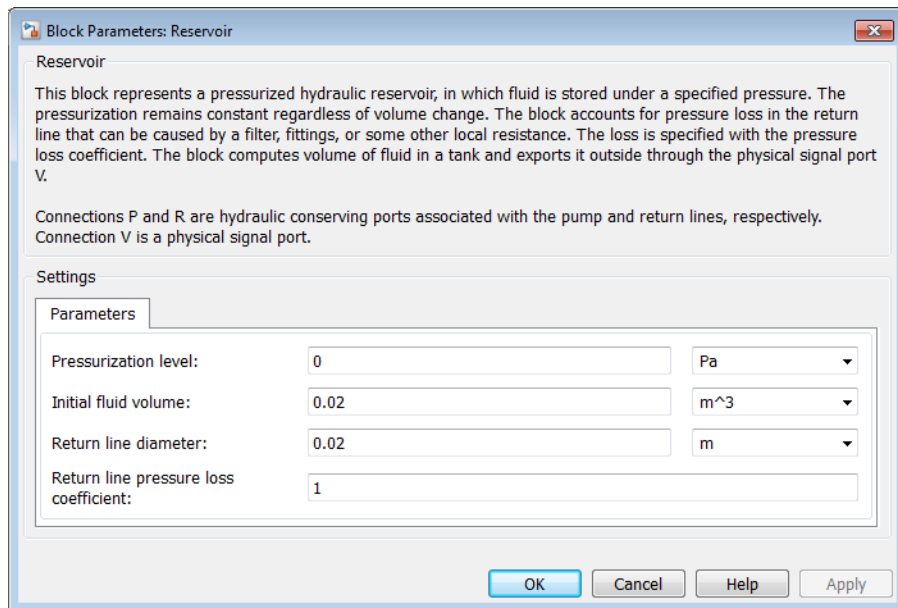 Block Parameters: Reservoir
Reservoir
This block represents a pressurized hydraulic reservoir, in which fluid is stored under a specified pressure. The
pressurization remains constant regardless of volume change. The block accounts for pressure loss in the return
line that can be caused by a filter, fittings, or some other local resistance. The loss is specified with the pressure
loss coefficient. The block computes volume of fluid in a tank and exports it outside through the physical signal port
V.
Connections P and R are hydraulic conserving ports associated with the pump and return lines, respectively.
Connection V is a physical signal port.
Settings
Parameters
Pressurization level: 0 Pa
Initial fluid volume: 0.02 m^3
Return line diameter: 0.02 m
Return line pressure loss
coefficient: 1
OK Cancel Help Apply